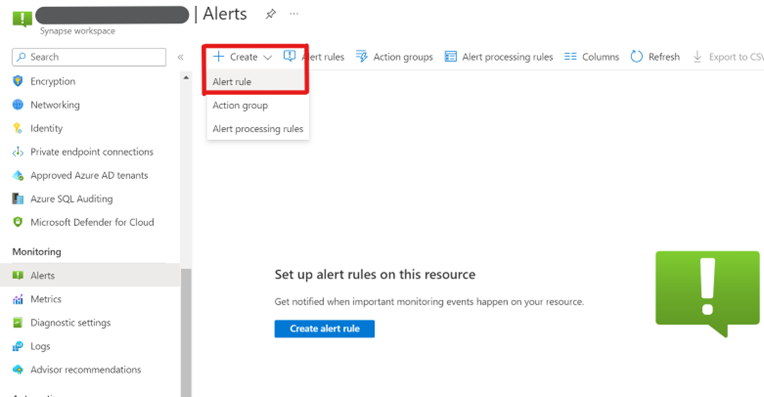 | Alerts
Synapse workspace
Search
Encryption
Networking
Identity
Private endpoint connections
Approved Azure AD tenants
Azure SQL Auditing
Microsoft Defender for Cloud
Monitoring
Alerts
Metrics
Diagnostic settings
Logs
Advisor recommendations
Create
Alert rules
Action groups
Alert processing rules
Columns
Refresh
Export to CSV
Alert rule
Action group
Alert processing rules
Set up alert rules on this resource
Get notified when important monitoring events happen on your resource.
Create alert rule